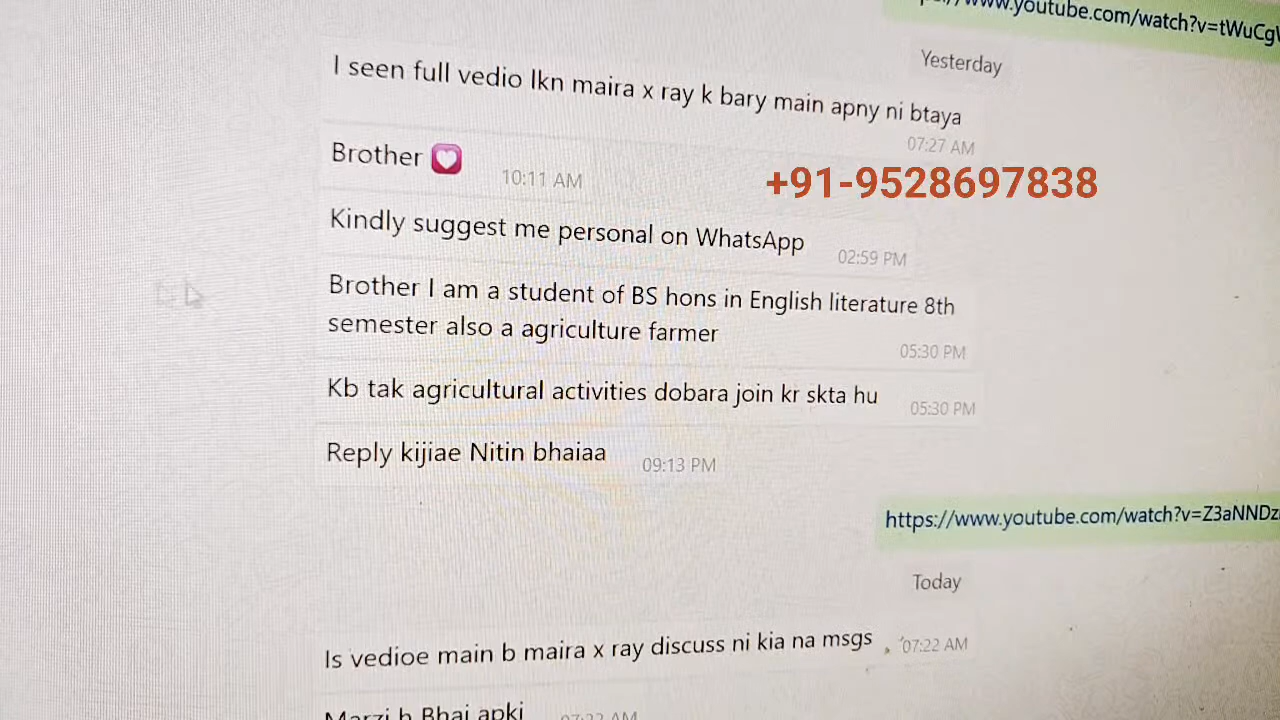 www.youtube.com/watch?v=tWuCg
Yesterday
I seen full vedio lkn maira x ray k bary main apny ni btaya
07:27 AM
Brother 💟
10:11 AM
+91-9528697838
Kindly suggest me personal on WhatsApp
02:59 PM
Brother I am a student of BS hons in English literature 8th
semester also a agriculture farmer
05:30 PM
Kb tak agricultural activities dobara join kr skta hu
05:30 PM
Reply kijiae Nitin bhaiaa
09:13 PM
https://www.youtube.com/watch?v=Z3aNNDz
Today
Is vedioe main b maira x ray discuss ni kia na msgs
07:22 AM
Marzi h Bhai apki
07:22 AM